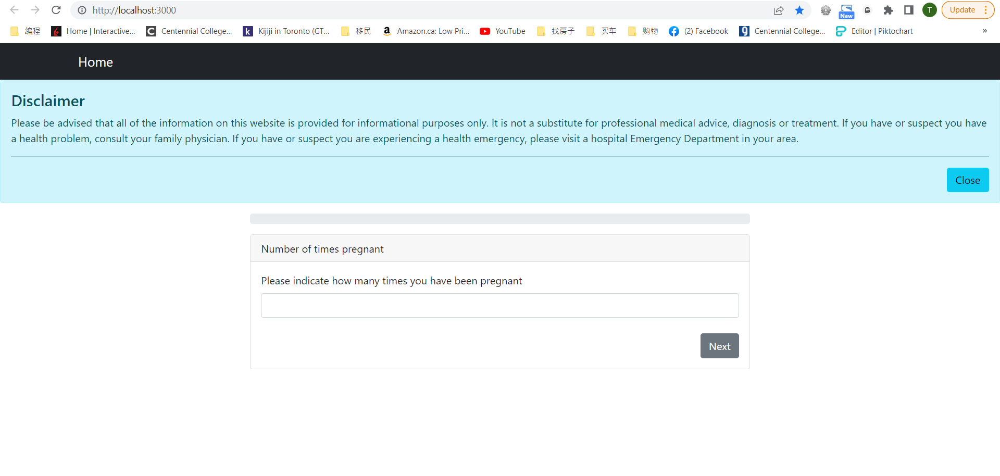 http://localhost:3000
New
T
Update
编程 Home | Interactive... Centennial College... Kijiji in Toronto (GT... 移民 Amazon.ca: Low Pri... YouTube 找房子 买车 购物 (2) Facebook Centennial College... Editor | Piktochart »
Home
Disclaimer
Please be advised that all of the information on this website is provided for informational purposes only. It is not a substitute for professional medical advice, diagnosis or treatment. If you have or suspect you have
a health problem, consult your family physician. If you have or suspect you are experiencing a health emergency, please visit a hospital Emergency Department in your area.
Close
Number of times pregnant
Please indicate how many times you have been pregnant
Next